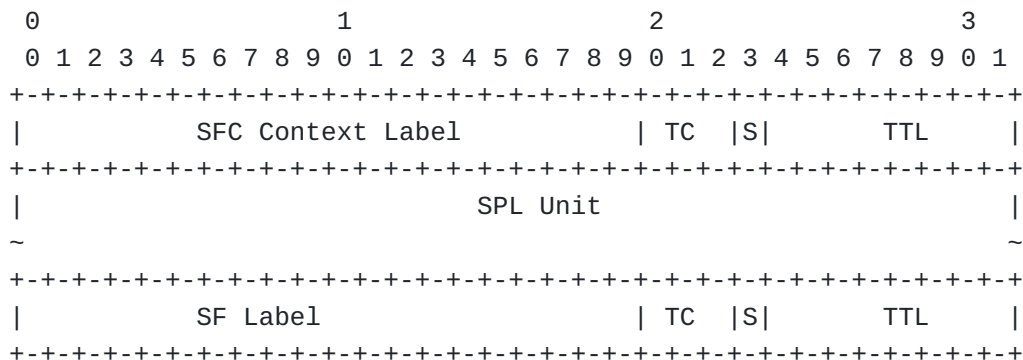 0                   1                   2                   3
 0 1 2 3 4 5 6 7 8 9 0 1 2 3 4 5 6 7 8 9 0 1 2 3 4 5 6 7 8 9 0 1
+-+-+-+-+-+-+-+-+-+-+-+-+-+-+-+-+-+-+-+-+-+-+-+-+-+-+-+-+-+-+-+-+
|           SFC Context Label           | TC  |S|       TTL     |
+-+-+-+-+-+-+-+-+-+-+-+-+-+-+-+-+-+-+-+-+-+-+-+-+-+-+-+-+-+-+-+-+
|                             SPL Unit                          |
~                                                               ~
+-+-+-+-+-+-+-+-+-+-+-+-+-+-+-+-+-+-+-+-+-+-+-+-+-+-+-+-+-+-+-+-+
|           SF Label                    | TC  |S|       TTL     |
+-+-+-+-+-+-+-+-+-+-+-+-+-+-+-+-+-+-+-+-+-+-+-+-+-+-+-+-+-+-+-+-+